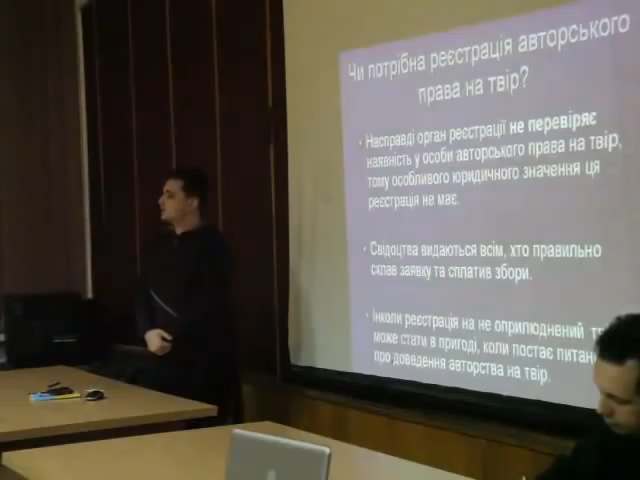 Чи потрібна реєстрація авторського
права на твір?
Насправді орган реєстрації не перевіряє
наявність у особи авторського права на твір,
тому особливого юридичного значення ця
реєстрація не має.
Свідоцтва видаються всім, хто правильно
склав заявку та сплатив збори.
Інколи реєстрація на не оприлюднений
може стати в пригоді, коли постає
про доведення авторства на твір.